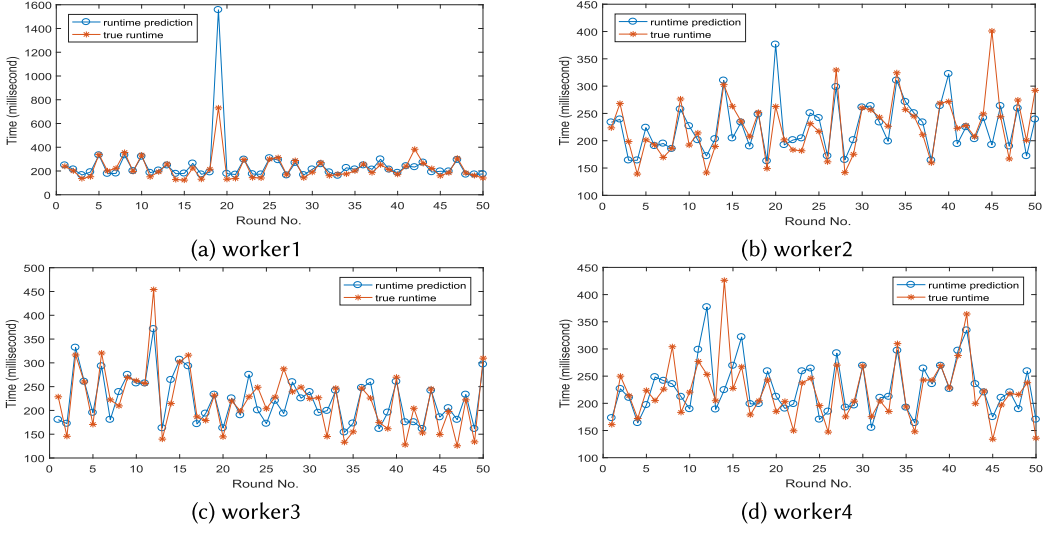 1600
1400
1200
1000
800
600
400
200
0
Time (millisecond)
runtime prediction
true runtime
0 5 10 15 20 25 30 35 40 45 50
Round No.
(a) worker1
450
400
350
300
250
200
150
100
Time (millisecond)
runtime prediction
true runtime
0 5 10 15 20 25 30 35 40 45 50
Round No.
(b) worker2
500
450
400
350
300
250
200
150
100
Time (millisecond)
runtime prediction
true runtime
0 5 10 15 20 25 30 35 40 45 50
Round No.
(c) worker3
450
400
350
300
250
200
150
100
Time (millisecond)
runtime prediction
true runtime
0 5 10 15 20 25 30 35 40 45 50
Round No.
(d) worker4